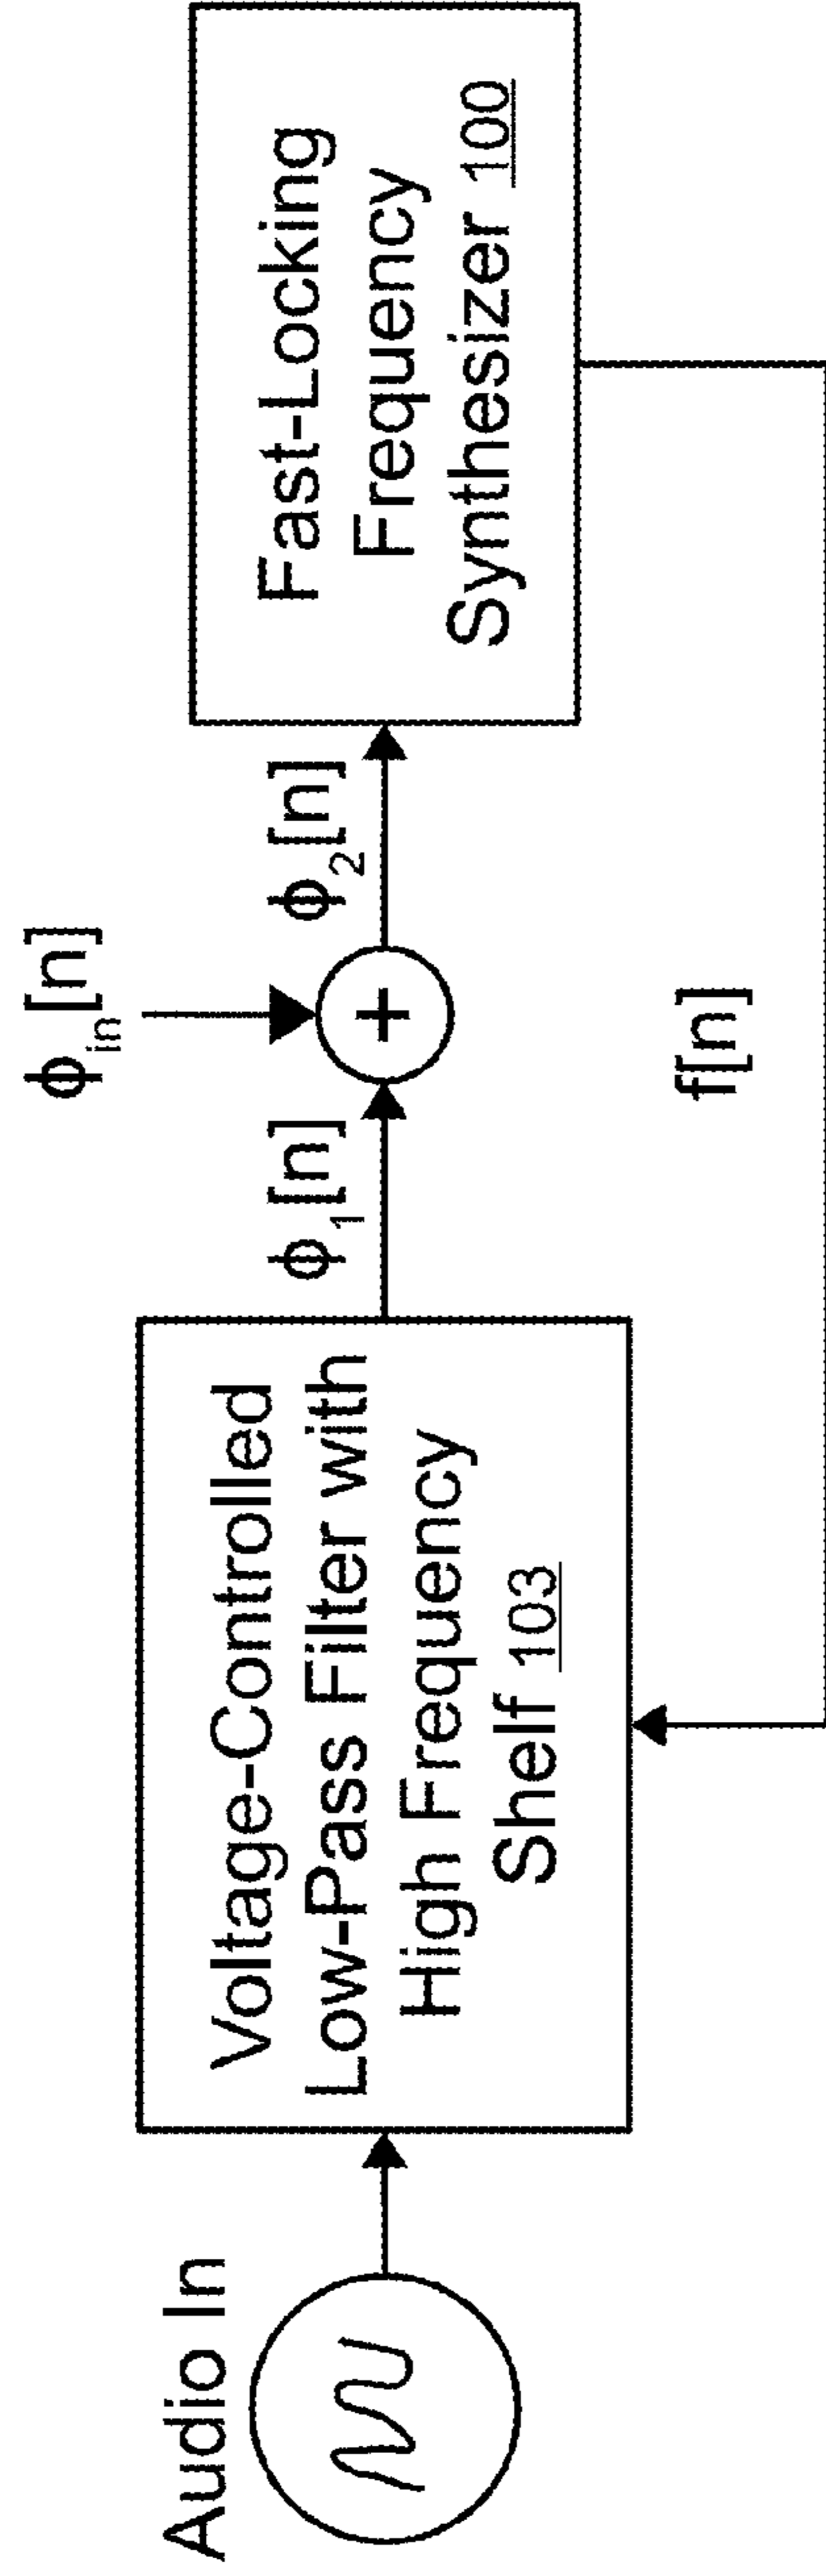 Audio In
Voltage-Controlled
Low-Pass Filter with
High Frequency
Shelf 103
ϕ1[n]
ϕin[n]
+
ϕ2[n]
Fast-Locking
Frequency
Synthesizer 100
f[n]